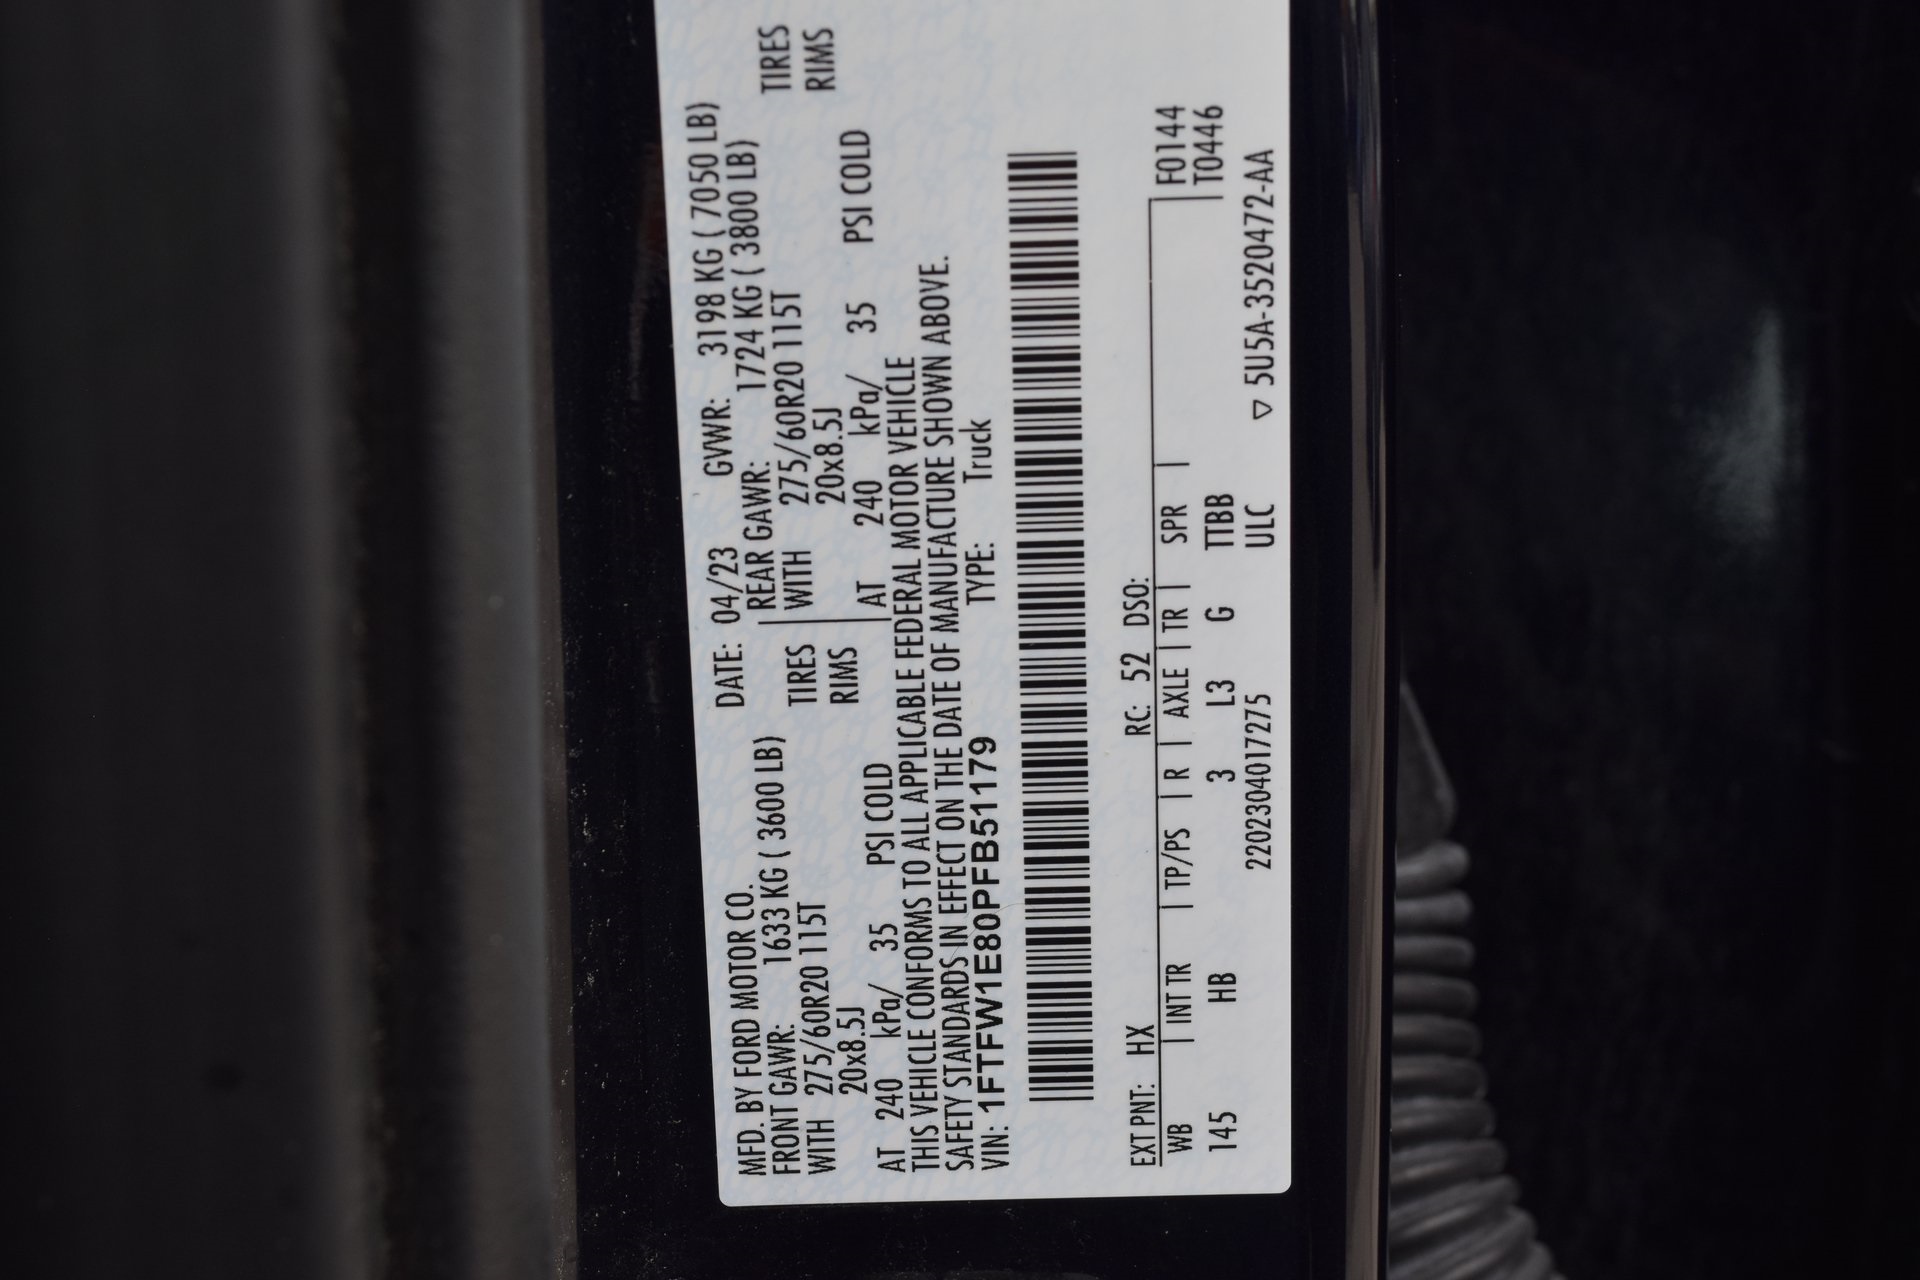 MFD. BY FORD MOTOR CO. DATE: 04/23 GVWR: 3198 KG ( 7050 LB)
FRONT GAWR: 1633 KG ( 3600 LB) REAR GAWR: 1724 KG ( 3800 LB)
WITH 275/60R20 115T TIRES WITH 275/60R20 115T TIRES
20x8.5J RIMS 20x8.5J RIMS
AT 240 kPa/ 35 PSI COLD AT 240 kPa/ 35 PSI COLD
THIS VEHICLE CONFORMS TO ALL APPLICABLE FEDERAL MOTOR VEHICLE
SAFETY STANDARDS IN EFFECT ON THE DATE OF MANUFACTURE SHOWN ABOVE.
VIN: 1FTFW1E80PFB51179 TYPE: Truck
EXT PNT: HX RC: 52 DSO:
WB | INT TR | TP/PS | R | AXLE | TR | SPR | F0144
T0446
145 HB 3 L3 G TTBB
2202304017275 ULC ▽ 5U5A-3520472-AA